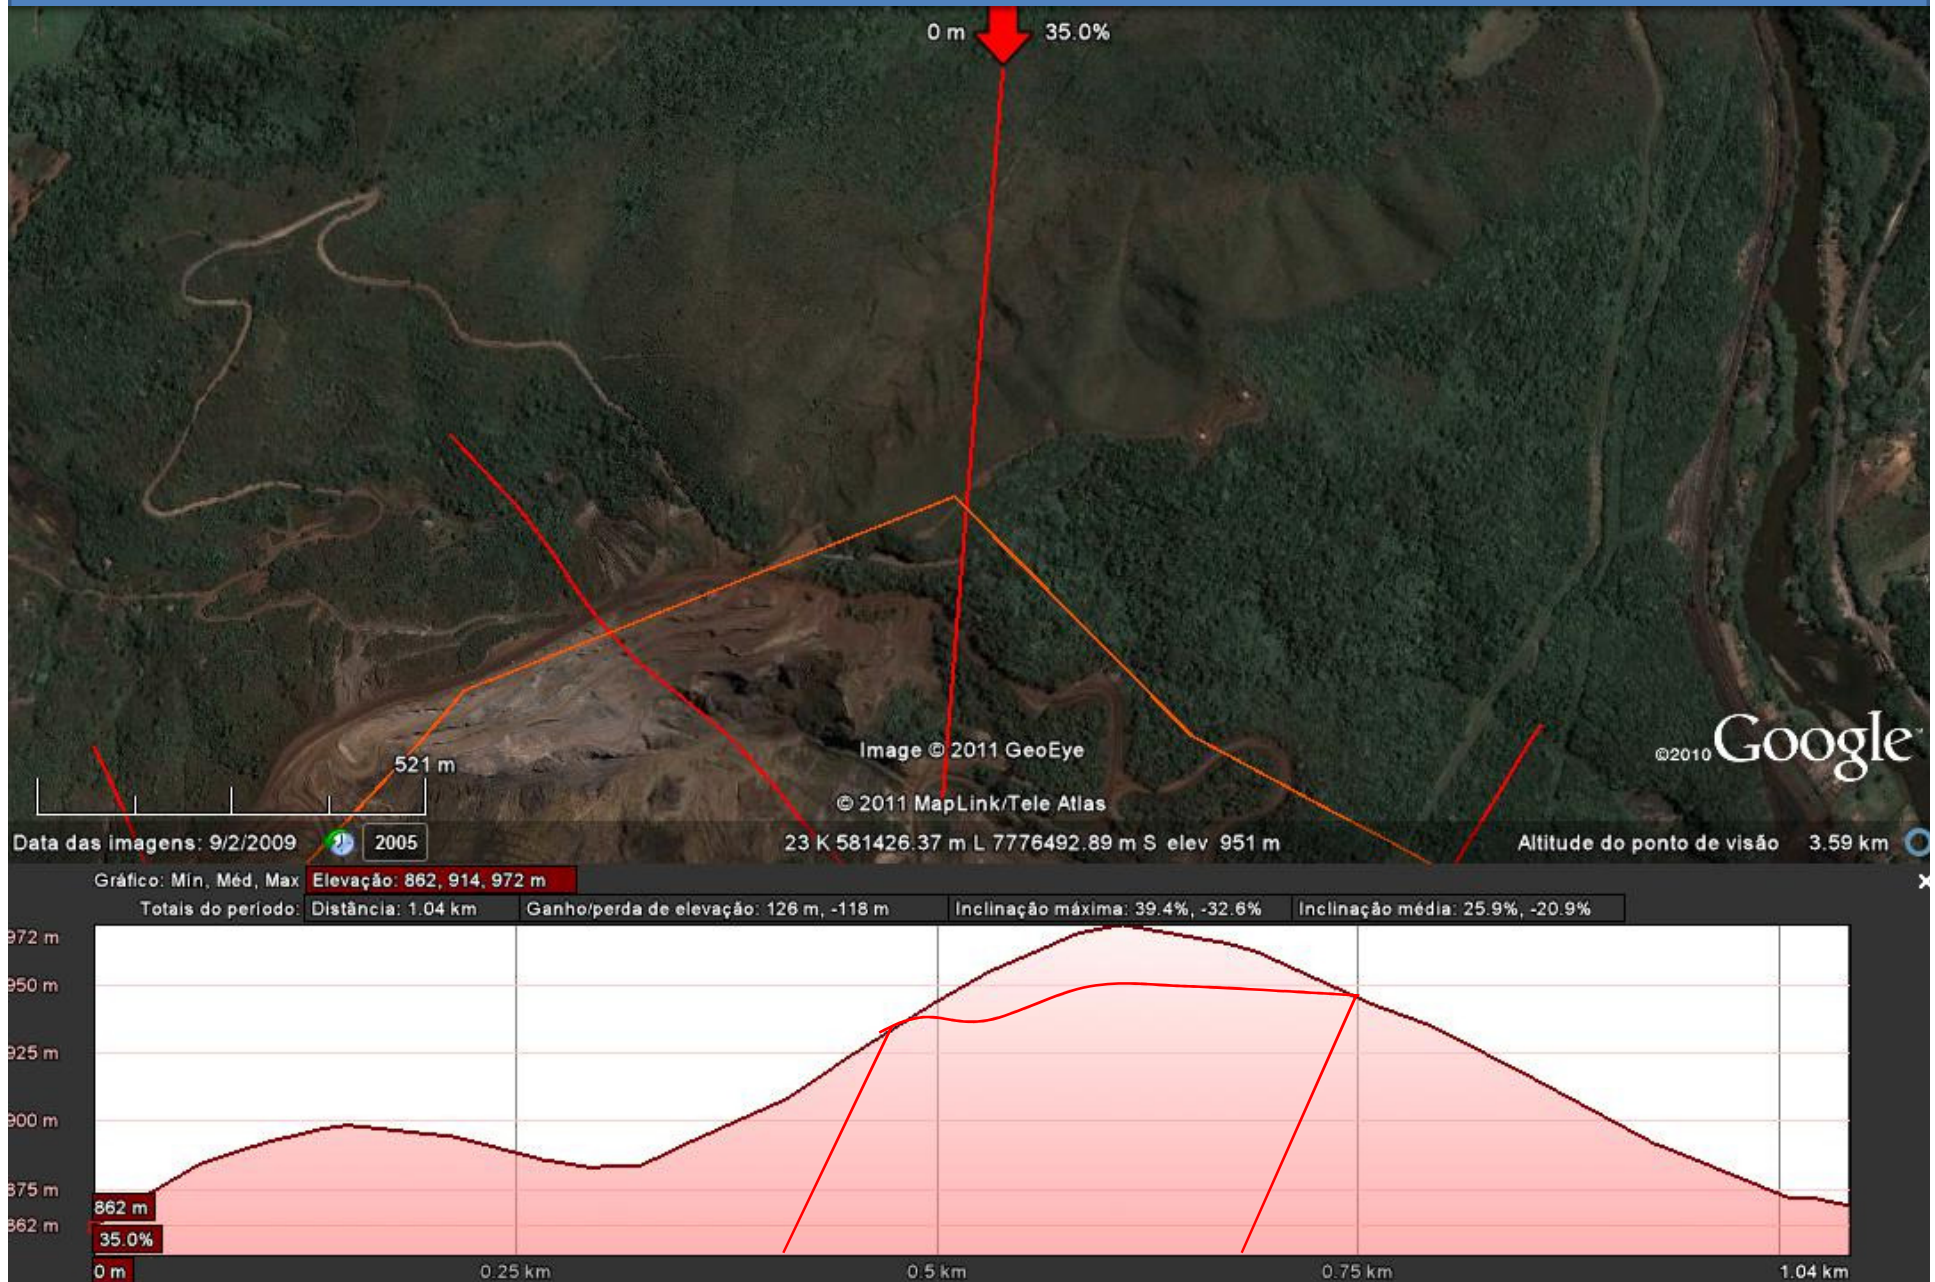 0 m 35.0%
Image © 2011 GeoEye
©2010 Google
521 m
© 2011 MapLink/Tele Atlas
Data das imagens: 9/2/2009 2005 23 K 581426.37 m L 7776492.89 m S elev 951 m Altitude do ponto de visão 3.59 km
Gráfico: Mín, Méd, Max Elevação: 862, 914, 972 m
Totais do período: Distância: 1.04 km Ganho/perda de elevação: 126 m, -118 m Inclinação máxima: 39.4%, -32.6% Inclinação média: 25.9%, -20.9%
972 m
950 m
925 m
900 m
875 m
862 m
862 m
35.0%
0 m 0.25 km 0.5 km 0.75 km 1.04 km